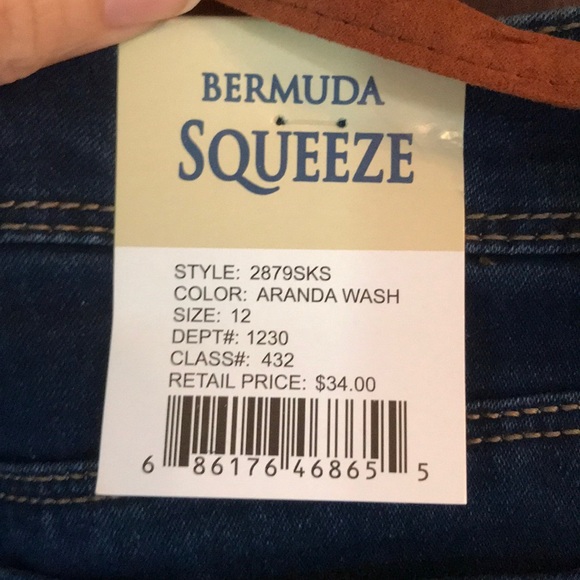 BERMUDA
SQUEEZE
STYLE: 2879SKS
COLOR: ARANDA WASH
SIZE: 12
DEPT#: 1230
CLASS#: 432
RETAIL PRICE: $34.00
6 86176 46865 5